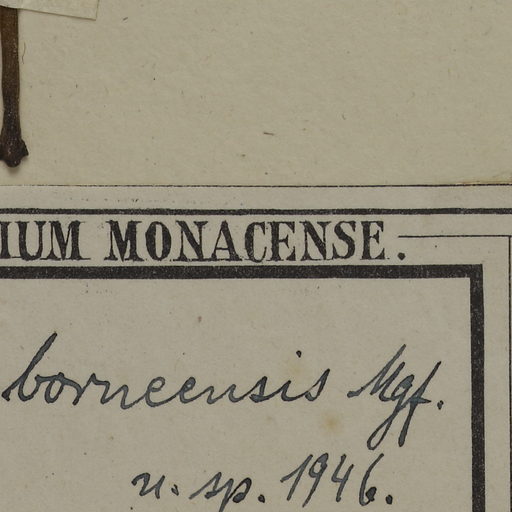 IUM MONACENSE.
borneensis Mgf.
n. sp. 1946.